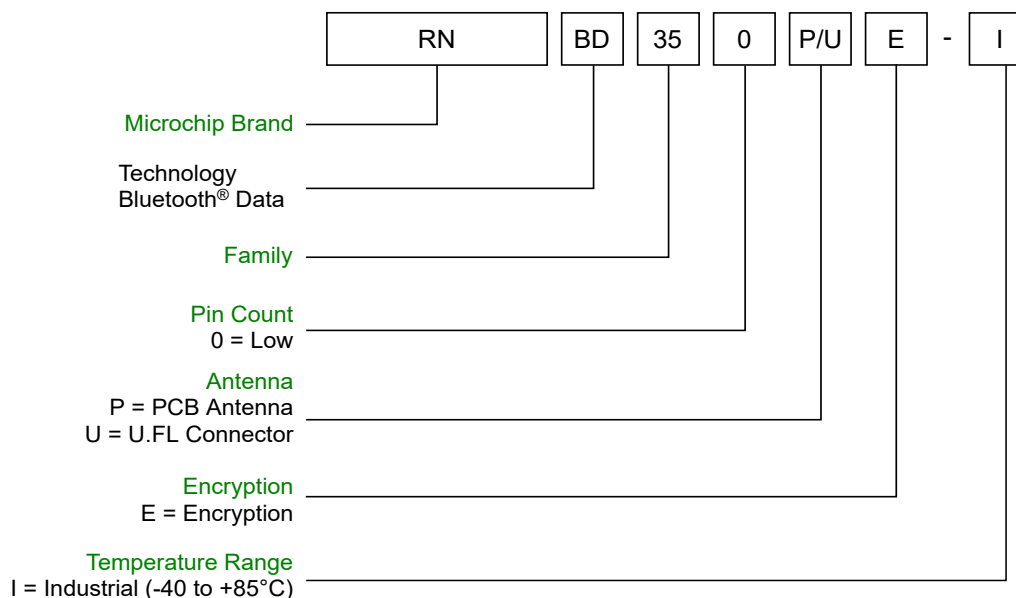 RN BD 35 0 P/U E - I
Microchip Brand
Technology
Bluetooth® Data
Family
Pin Count
0 = Low
Antenna
P = PCB Antenna
U = U.FL Connector
Encryption
E = Encryption
Temperature Range
I = Industrial (-40 to +85°C)